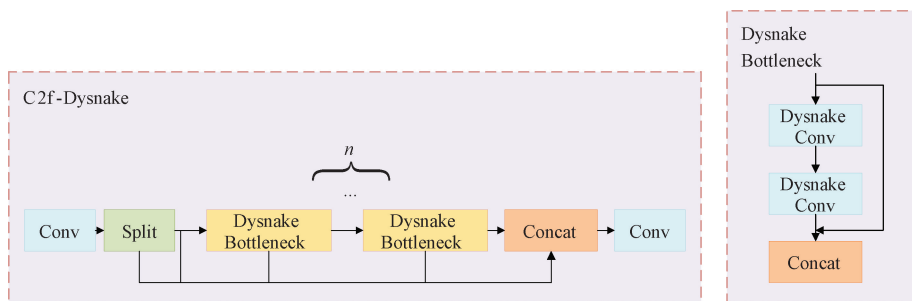 C2f-Dysnake
n
...
Conv
Split
Dysnake
Bottleneck
Dysnake
Bottleneck
Concat
Conv
Dysnake
Bottleneck
Dysnake
Conv
Dysnake
Conv
Concat